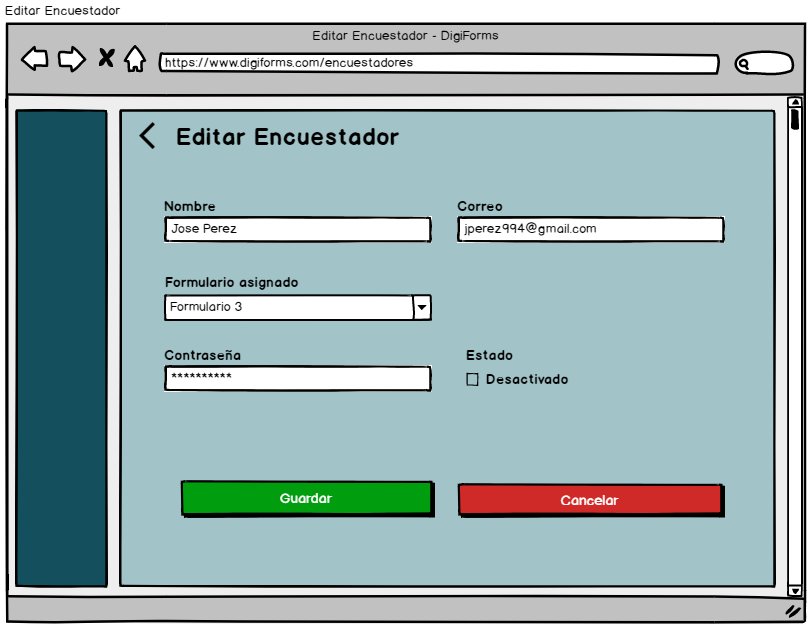 Editar Encuestador
Editar Encuestador - DigiForms
https://www.digiforms.com/encuestadores
Editar Encuestador
Nombre
Correo
Jose Perez
jperez994@gmail.com
Formulario asignado
Formulario 3
Contraseña
Estado
**********
Desactivado
Guardar
Cancelar